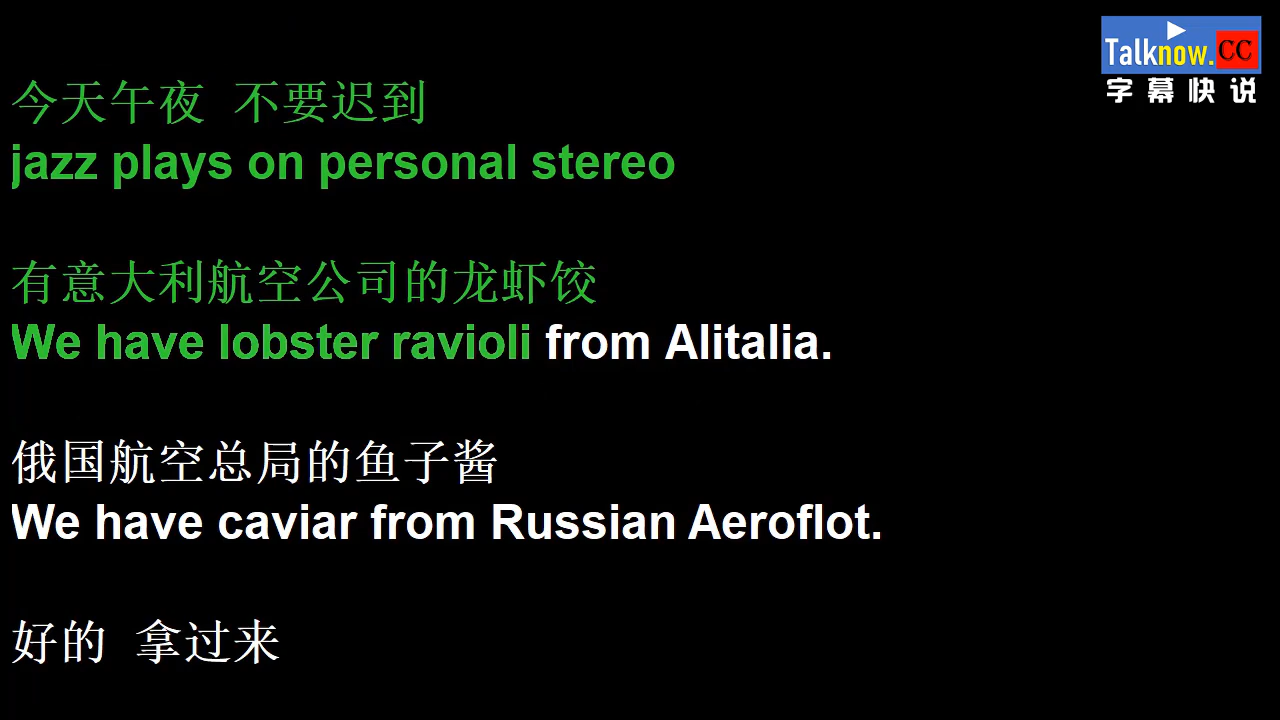 Talknow.CC
字幕快说
今天午夜 不要迟到
jazz plays on personal stereo
有意大利航空公司的龙虾饺
We have lobster ravioli from Alitalia.
俄国航空总局的鱼子酱
We have caviar from Russian Aeroflot.
好的 拿过来